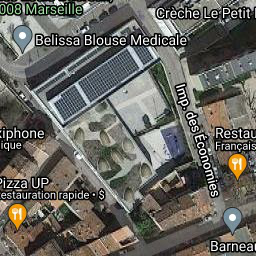 008 Marseille
Crèche Le Petit
Belissa Blouse Medicale
Imp. des Économies
xiphone
ique
Restau
Français
Pizza UP
Restauration rapide • $
Barneau